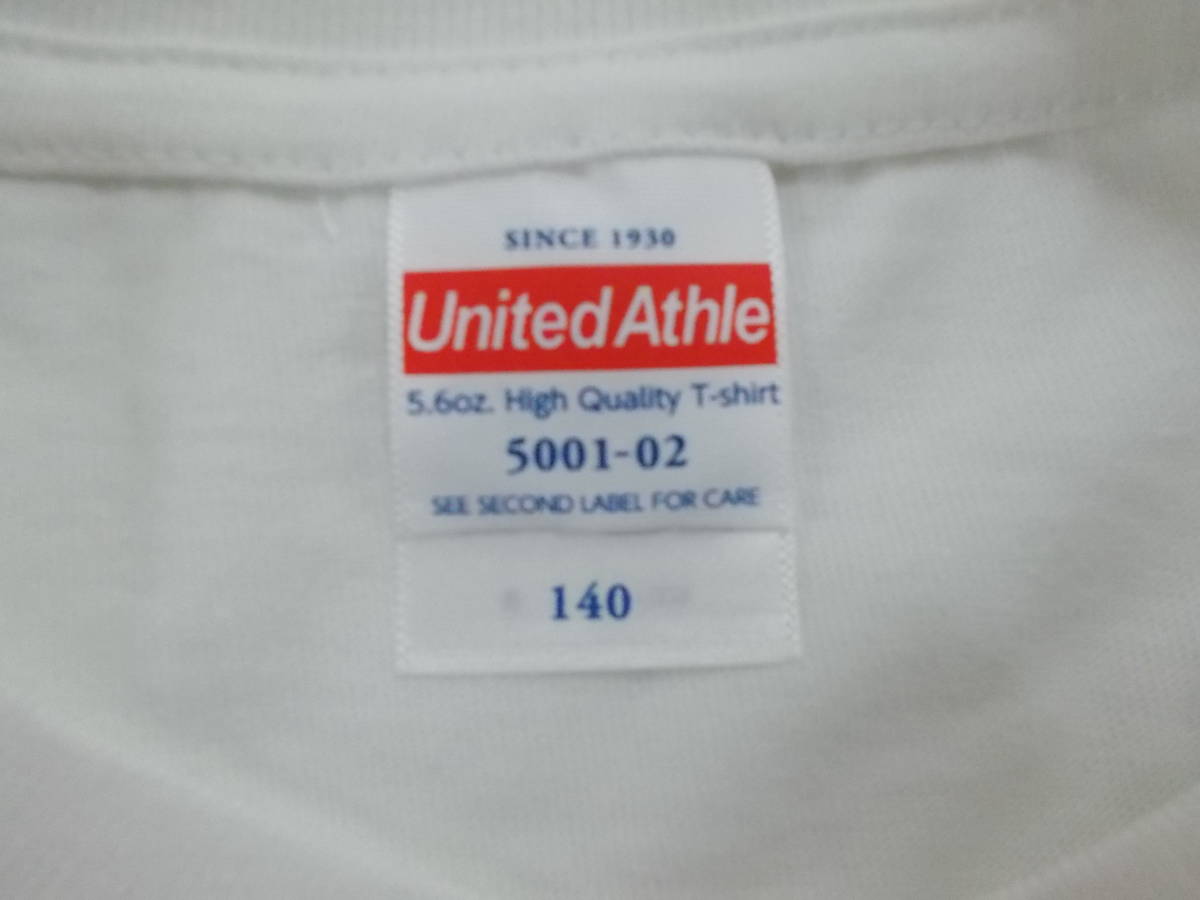 SINCE 1930
United Athle
5.6oz. High Quality T-shirt
5001-02
SEE SECOND LABEL FOR CARE
140